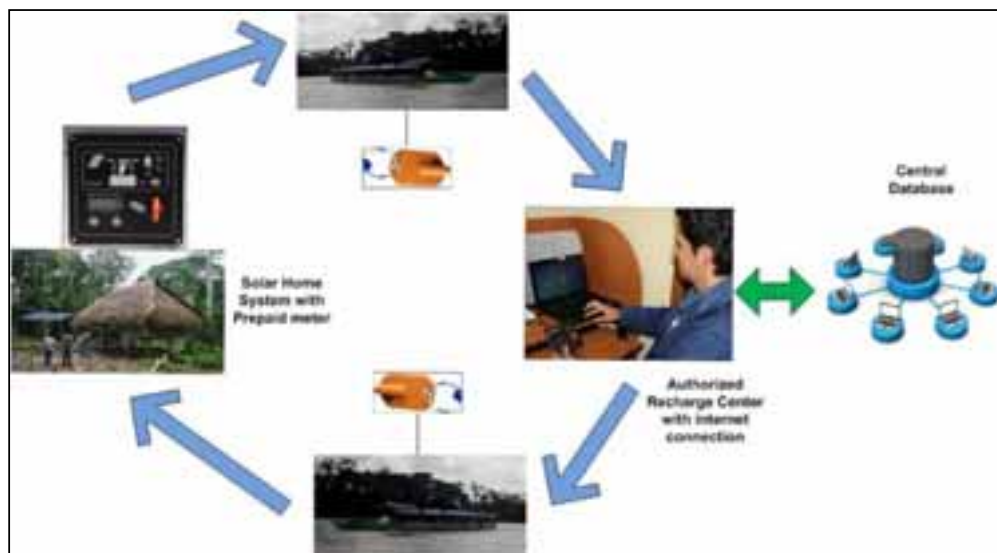 Central
Database
Solar Home
System with
Prepaid meter
Authorized
Recharge Center
with internet
connection